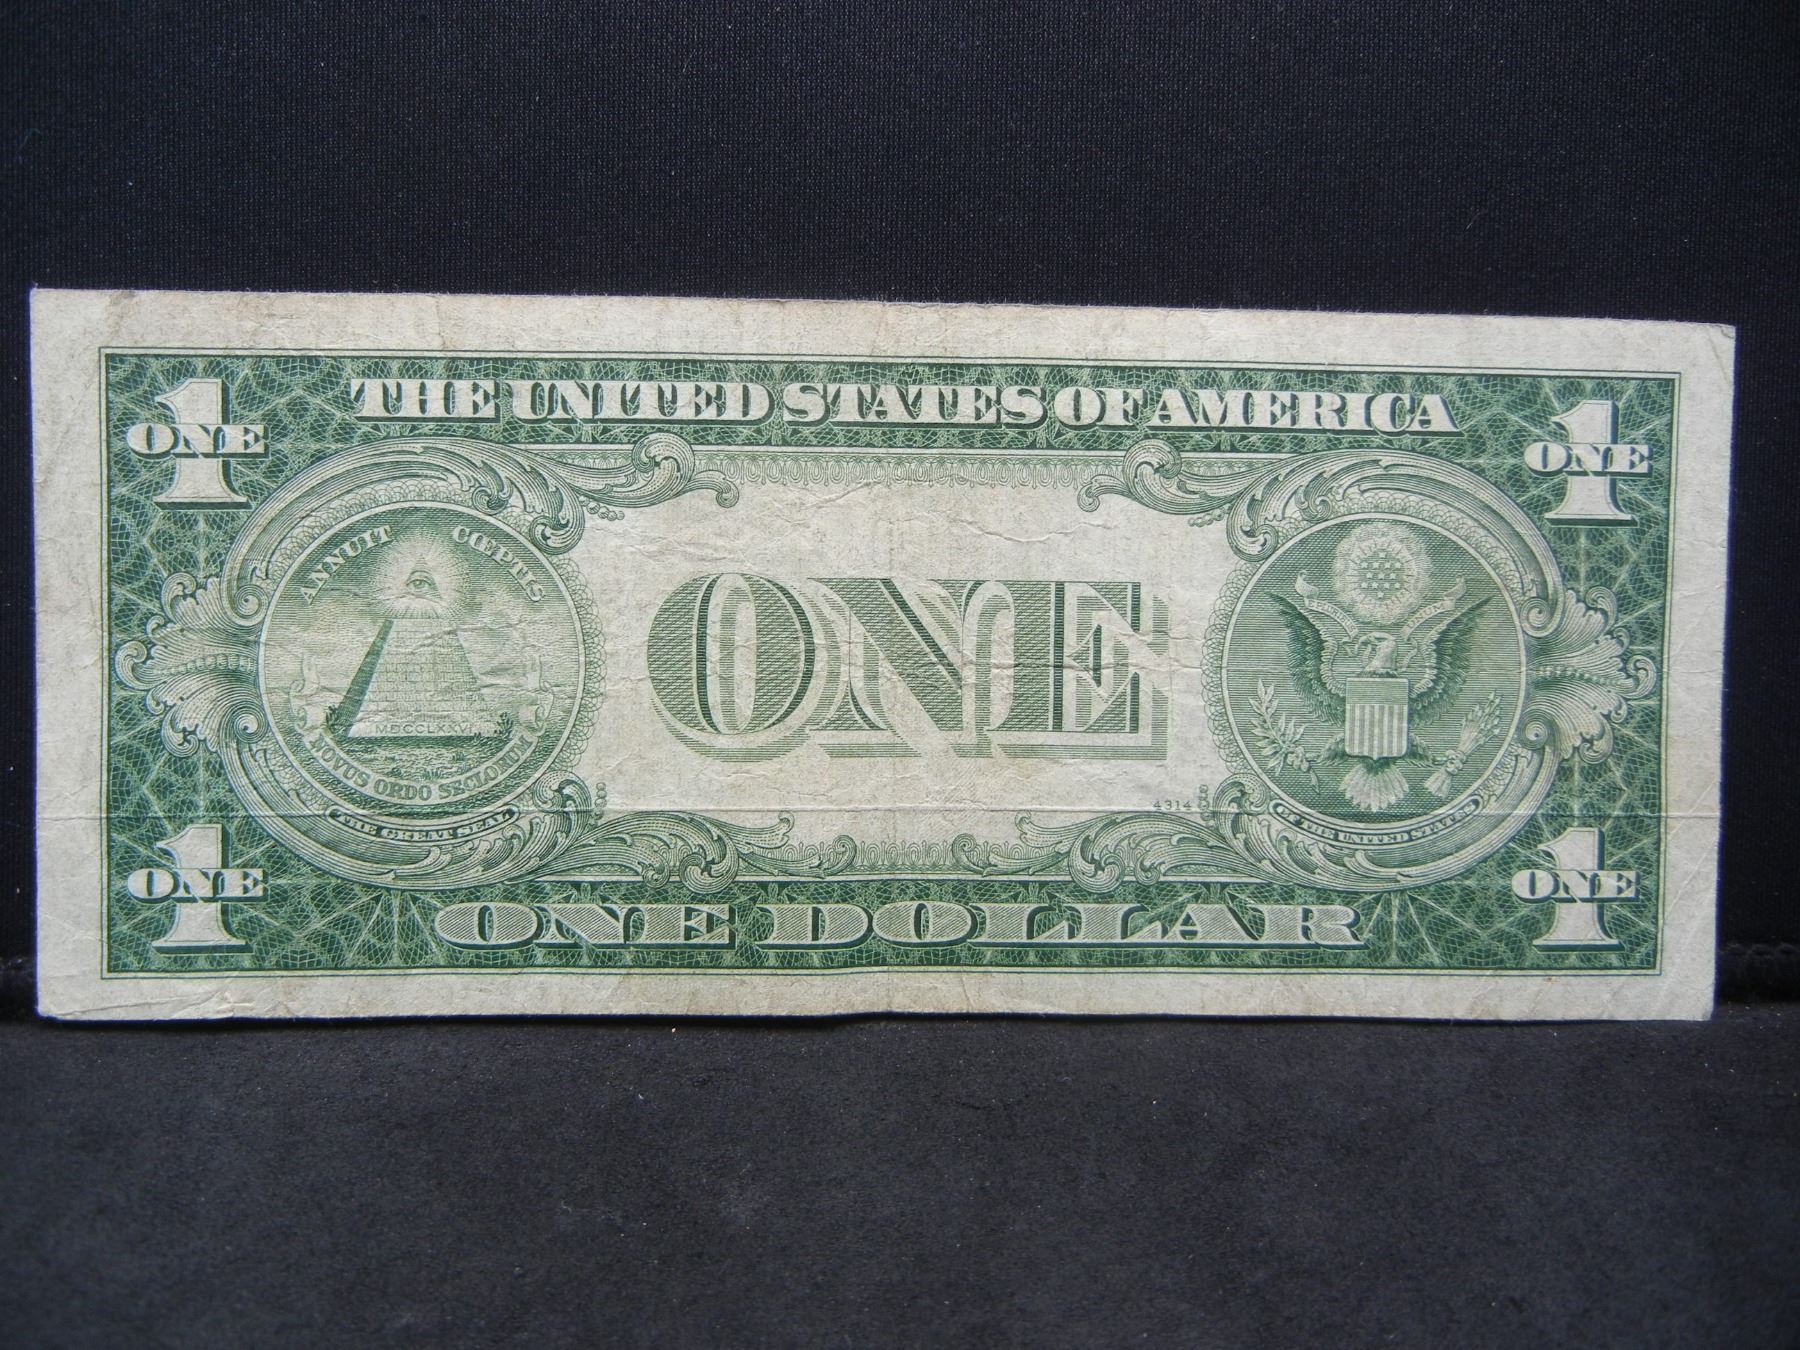 THE UNITED STATES OF AMERICA
1
ONE
1
ONE
ANNUIT CŒPTIS
MDCCLXXVI
NOVUS ORDO SECLORUM
THE GREAT SEAL
ONE
4314
OF THE UNITED STATES
1
ONE
1
ONE
ONE DOLLAR